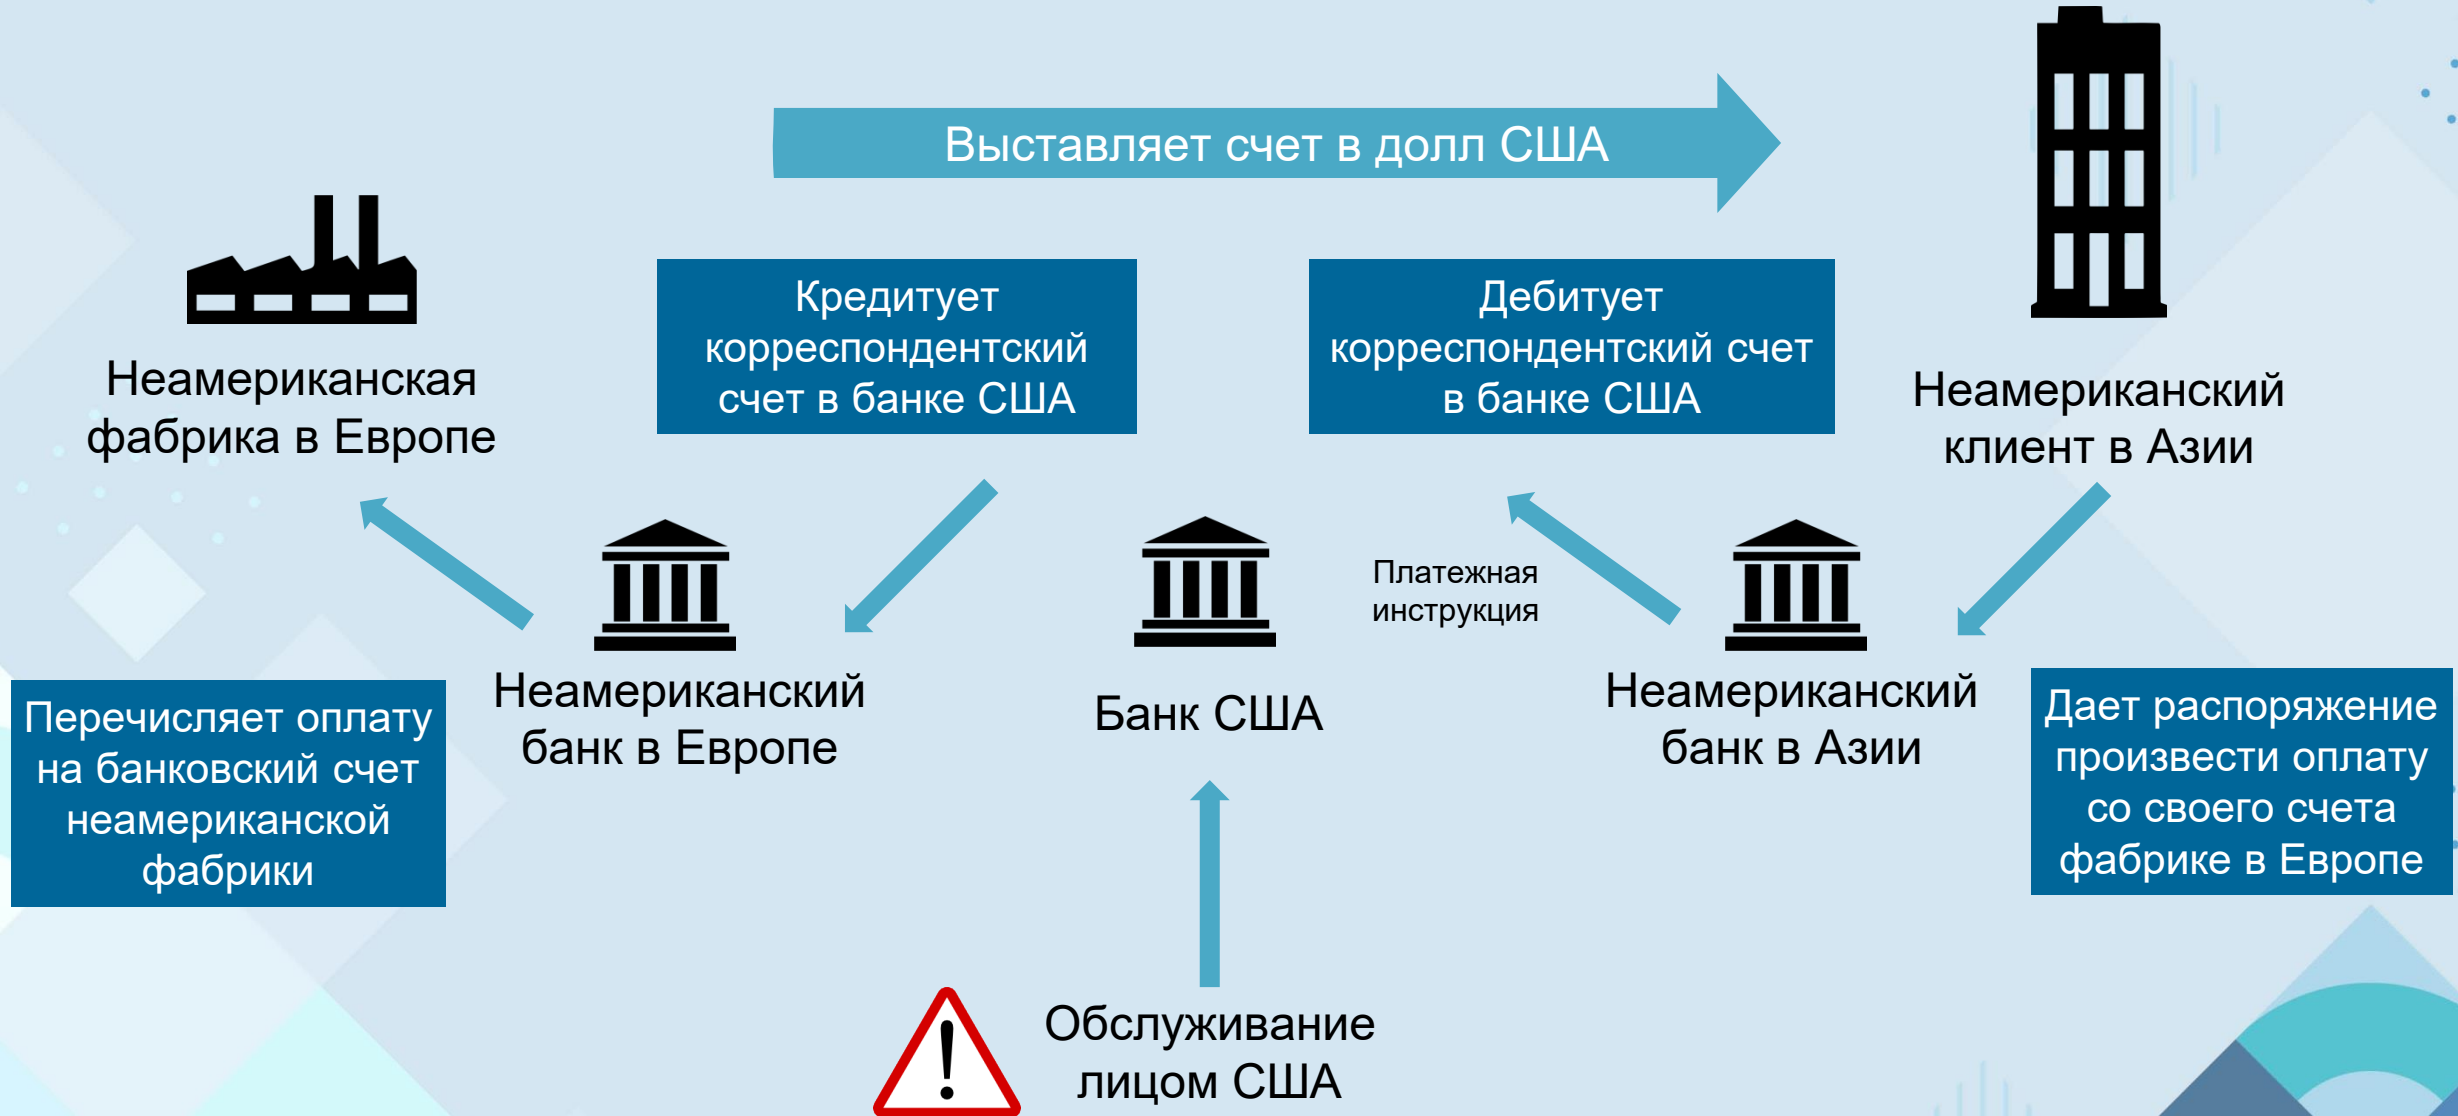 Выставляет счет в долл США
Неамериканская
фабрика в Европе
Кредитует
корреспондентский
счет в банке США
Дебитует
корреспондентский счет
в банке США
Неамериканский
клиент в Азии
Платежная
инструкция
Перечисляет оплату
на банковский счет
неамериканской
фабрики
Неамериканский
банк в Европе
Банк США
Неамериканский
банк в Азии
Дает распоряжение
произвести оплату
со своего счета
фабрике в Европе
!
Обслуживание
лицом США